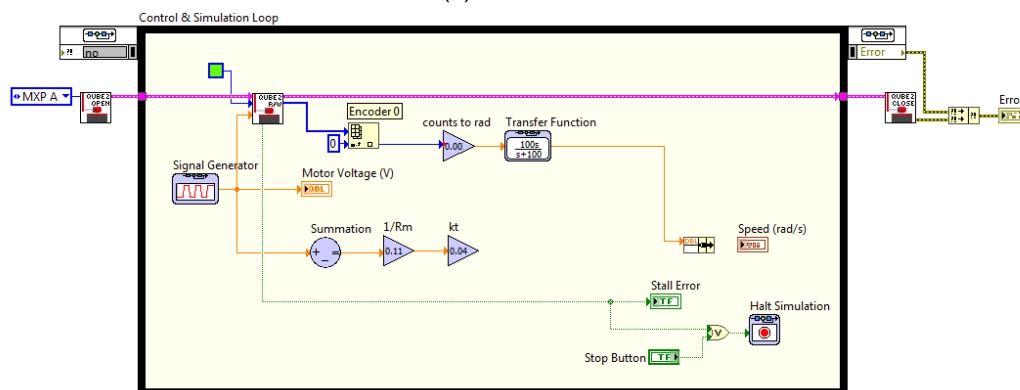 Control & Simulation Loop
no
Error
MXP A
QUBE2
OPEN
QUBE2
RAW
QUBE2
CLOSE
Encoder 0
0
counts to rad
0.00
Transfer Function
100s
s+100
Signal Generator
Motor Voltage (V)
DBL
Summation
1/Rm
0.11
kt
0.04
DBL
Speed (rad/s)
Stall Error
TF
Halt Simulation
V
Stop Button
TF